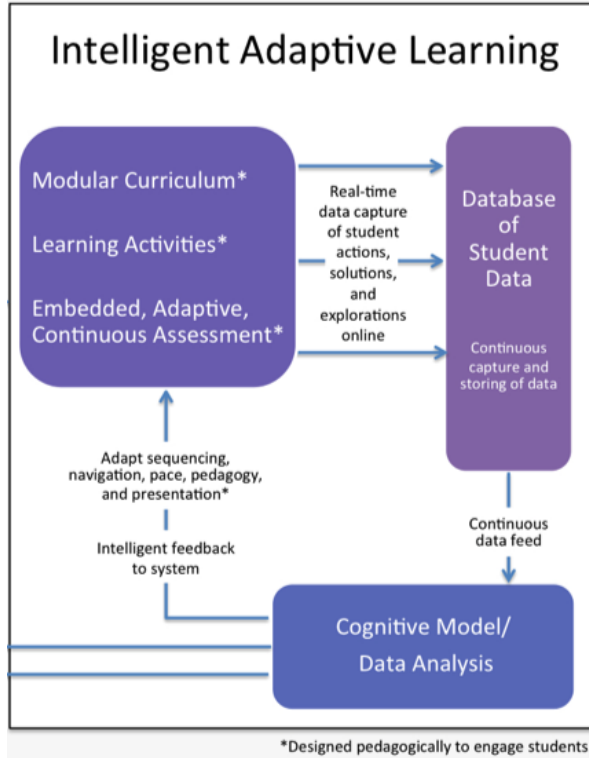 Intelligent Adaptive Learning
Modular Curriculum*
Learning Activities*
Embedded, Adaptive,
Continuous Assessment*
Real-time
data capture
of student
actions,
solutions,
and
explorations
online
Database
of
Student
Data
Continuous
capture and
storing of data
Adapt sequencing,
navigation, pace, pedagogy,
and presentation*
Intelligent feedback
to system
Continuous
data feed
Cognitive Model/
Data Analysis
*Designed pedagogically to engage students